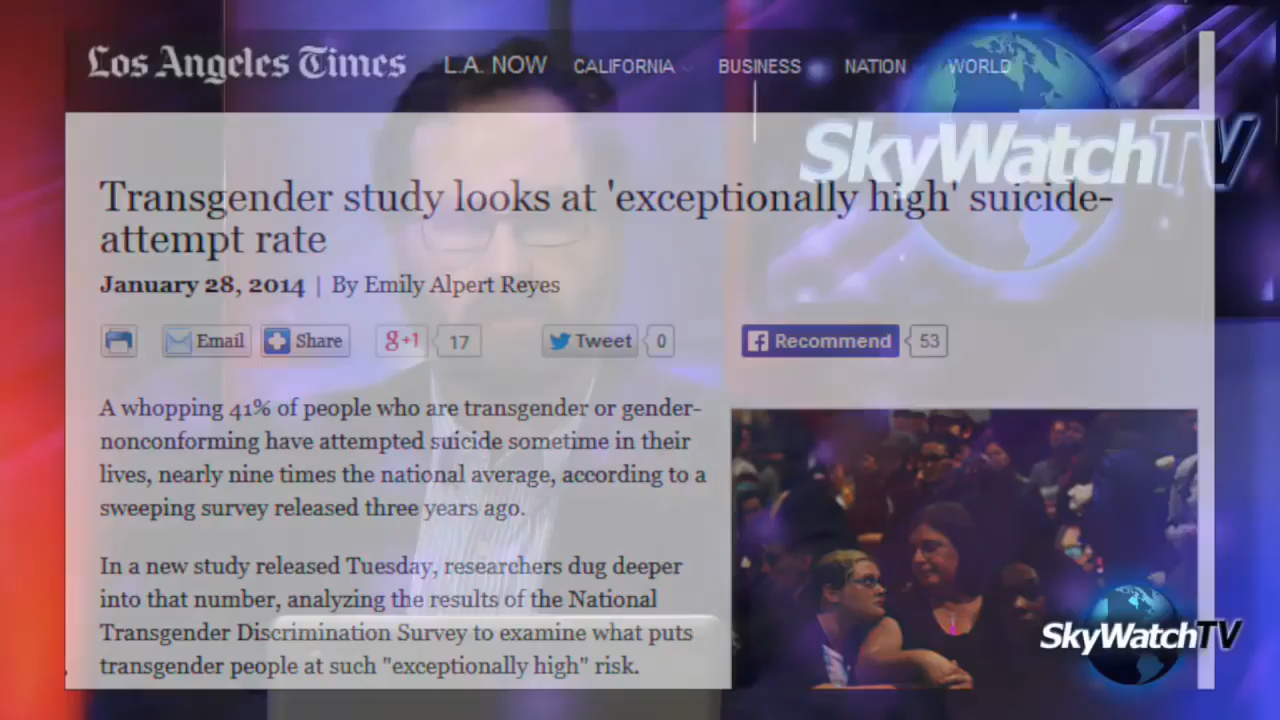 Los Angeles Times L.A. NOW CALIFORNIA BUSINESS NATION WORLD
SkyWatchTV
Transgender study looks at 'exceptionally high' suicide-
attempt rate
January 28, 2014 | By Emily Alpert Reyes
Email Share g+1 17 Tweet 0 Recommend 53
A whopping 41% of people who are transgender or gender-
nonconforming have attempted suicide sometime in their
lives, nearly nine times the national average, according to a
sweeping survey released three years ago.
In a new study released Tuesday, researchers dug deeper
into that number, analyzing the results of the National
Transgender Discrimination Survey to examine what puts
transgender people at such "exceptionally high" risk.
SkyWatchTV